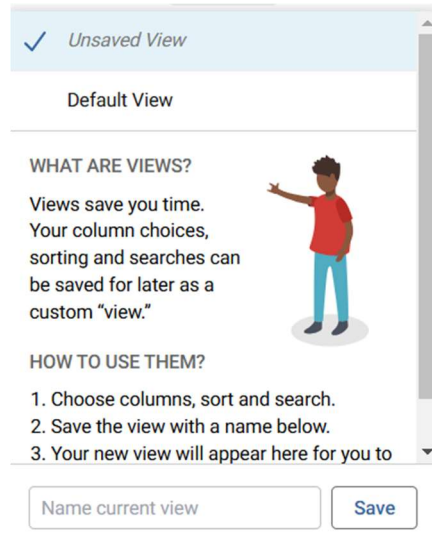 Unsaved View
Default View
WHAT ARE VIEWS?
Views save you time.
Your column choices,
sorting and searches can
be saved for later as a
custom “view.”
HOW TO USE THEM?
1. Choose columns, sort and search.
2. Save the view with a name below.
3. Your new view will appear here for you to
Name current view
Save